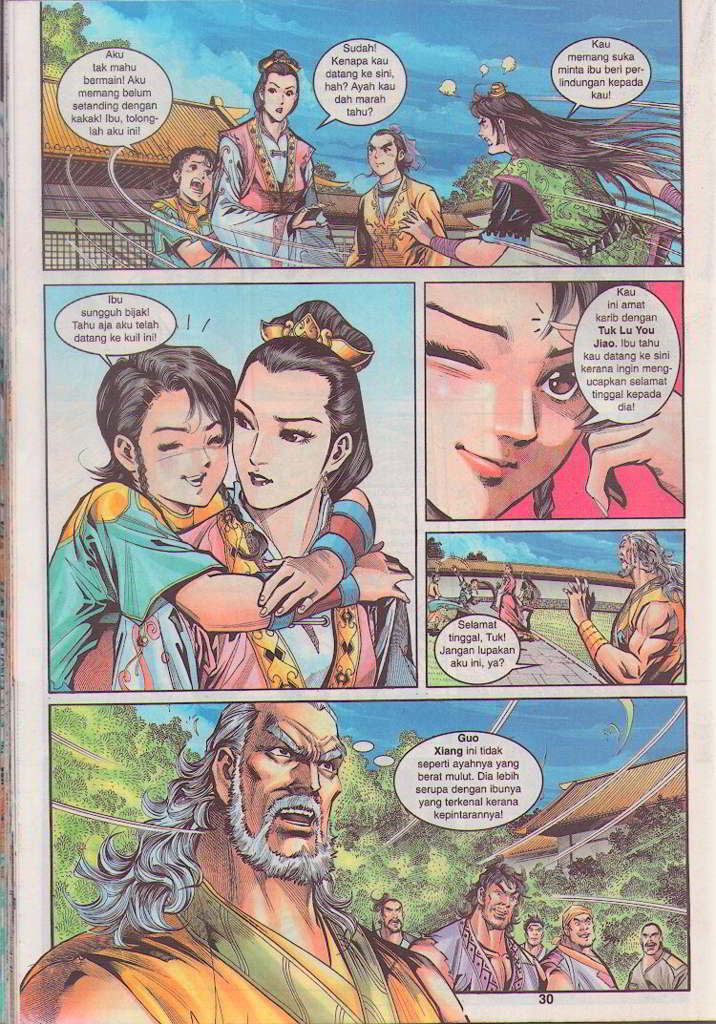 Aku
tak mahu
bermain! Aku
memang belum
setanding dengan
kakak! Ibu, tolong-
lah aku ini!
Sudah!
Kenapa kau
datang ke sini,
hah? Ayah kau
dah marah
tahu?
Kau
memang suka
minta ibu beri per-
lindungan kepada
kau!
Ibu
sungguh bijak!
Tahu aja aku telah
datang ke kuil ini!
Kau
ini amat
karib dengan
Tuk Lu You
Jiao. Ibu tahu
kau datang ke sini
kerana ingin meng-
ucapkan selamat
tinggal kepada
dia!
Selamat
tinggal, Tuk!
Jangan lupakan
aku ini, ya?
Guo
Xiang ini tidak
seperti ayahnya yang
berat mulut. Dia lebih
serupa dengan ibunya
yang terkenal kerana
kepintarannya!
30